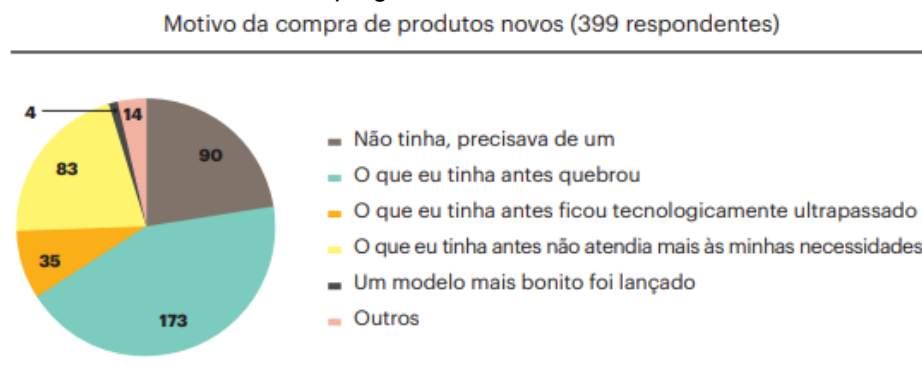 Motivo da compra de produtos novos (399 respondentes)
4
14
90
83
35
173
Não tinha, precisava de um
O que eu tinha antes quebrou
O que eu tinha antes ficou tecnologicamente ultrapassado
O que eu tinha antes não atendia mais às minhas necessidades
Um modelo mais bonito foi lançado
Outros